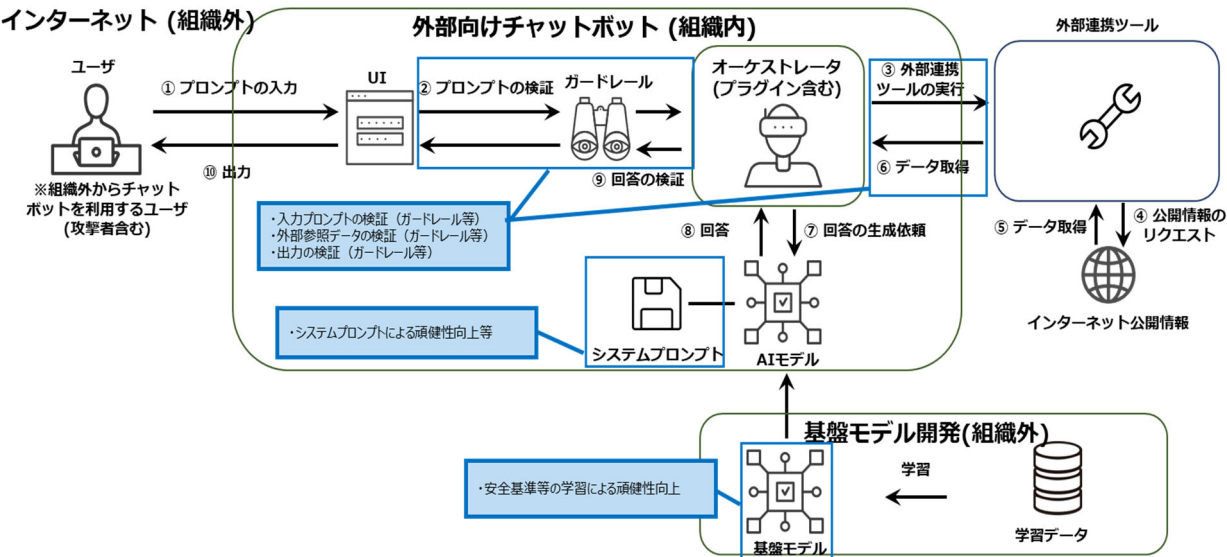 インターネット (組織外)
外部向けチャットボット (組織内)
外部連携ツール
ユーザ
① プロンプトの入力
UI
② プロンプトの検証
ガードレール
オーケストレータ
(プラグイン含む)
③ 外部連携
ツールの実行
⑩ 出力
⑨ 回答の検証
⑥ データ取得
※組織外からチャット
ボットを利用するユーザ
(攻撃者含む)
・入力プロンプトの検証（ガードレール等）
・外部参照データの検証（ガードレール等）
・出力の検証（ガードレール等）
⑧ 回答
⑦ 回答の生成依頼
⑤ データ取得
④ 公開情報の
リクエスト
インターネット公開情報
・システムプロンプトによる頑健性向上等
システムプロンプト
AIモデル
基盤モデル開発(組織外)
・安全基準等の学習による頑健性向上
学習
基盤モデル
学習データ